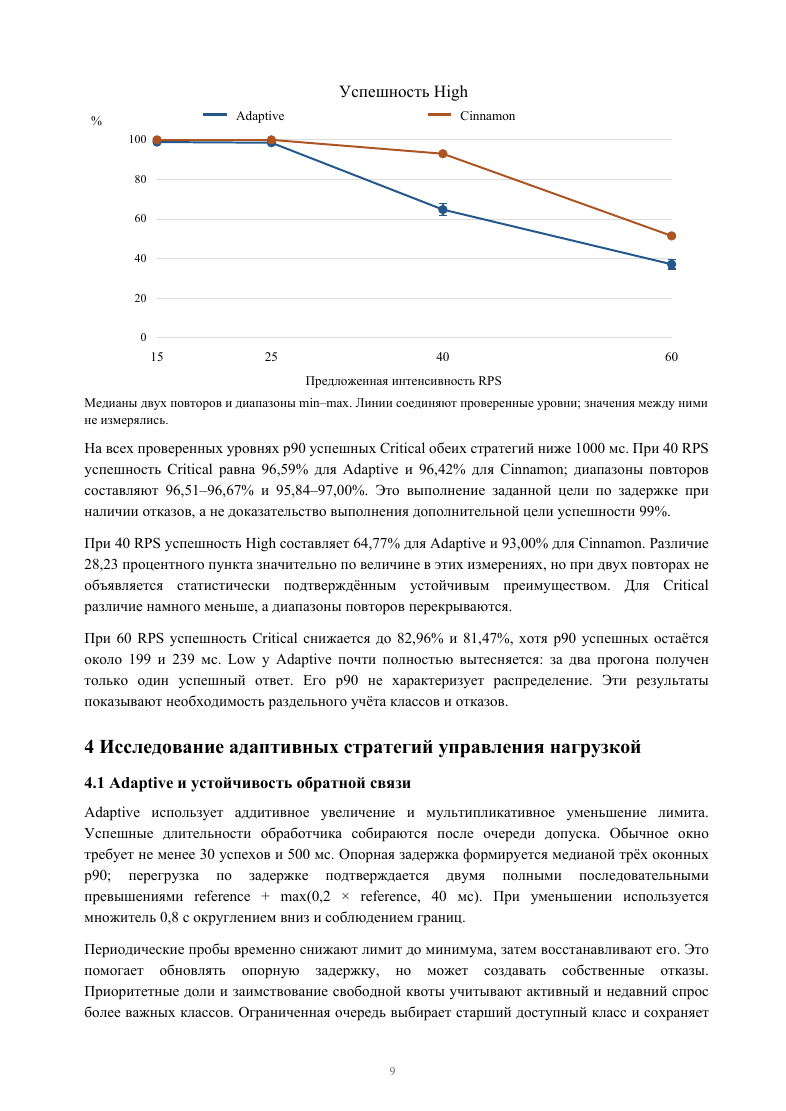 Успешность High
Adaptive
Cinnamon
%
100
80
60
40
20
0
15 25 40 60
Предложенная интенсивность RPS
Медианы двух повторов и диапазоны min–max. Линии соединяют проверенные уровни; значения между ними
не измерялись.
На всех проверенных уровнях p90 успешных Critical обеих стратегий ниже 1000 мс. При 40 RPS
успешность Critical равна 96,59% для Adaptive и 96,42% для Cinnamon; диапазоны повторов
составляют 96,51–96,67% и 95,84–97,00%. Это выполнение заданной цели по задержке при
наличии отказов, а не доказательство выполнения дополнительной цели успешности 99%.
При 40 RPS успешность High составляет 64,77% для Adaptive и 93,00% для Cinnamon. Различие
28,23 процентного пункта значительно по величине в этих измерениях, но при двух повторах не
объявляется статистически подтверждённым устойчивым преимуществом. Для Critical
различие намного меньше, а диапазоны повторов перекрываются.
При 60 RPS успешность Critical снижается до 82,96% и 81,47%, хотя p90 успешных остаётся
около 199 и 239 мс. Low у Adaptive почти полностью вытесняется: за два прогона получен
только один успешный ответ. Его p90 не характеризует распределение. Эти результаты
показывают необходимость раздельного учёта классов и отказов.
4 Исследование адаптивных стратегий управления нагрузкой
4.1 Adaptive и устойчивость обратной связи
Adaptive использует аддитивное увеличение и мультипликативное уменьшение лимита.
Успешные длительности обработчика собираются после очереди допуска. Обычное окно
требует не менее 30 успехов и 500 мс. Опорная задержка формируется медианой трёх оконных
p90; перегрузка по задержке подтверждается двумя полными последовательными
превышениями reference + max(0,2 × reference, 40 мс). При уменьшении используется
множитель 0,8 с округлением вниз и соблюдением границ.
Периодические пробы временно снижают лимит до минимума, затем восстанавливают его. Это
помогает обновлять опорную задержку, но может создавать собственные отказы.
Приоритетные доли и заимствование свободной квоты учитывают активный и недавний спрос
более важных классов. Ограниченная очередь выбирает старший доступный класс и сохраняет
9